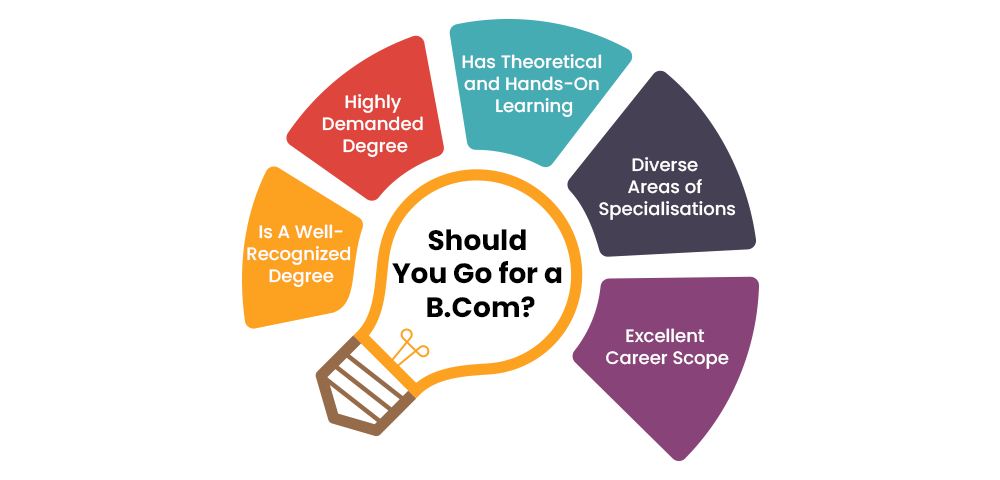 Should
You Go for a
B.Com?
Is A Well-
Recognized
Degree
Highly
Demanded
Degree
Has Theoretical
and Hands-On
Learning
Diverse
Areas of
Specialisations
Excellent
Career Scope